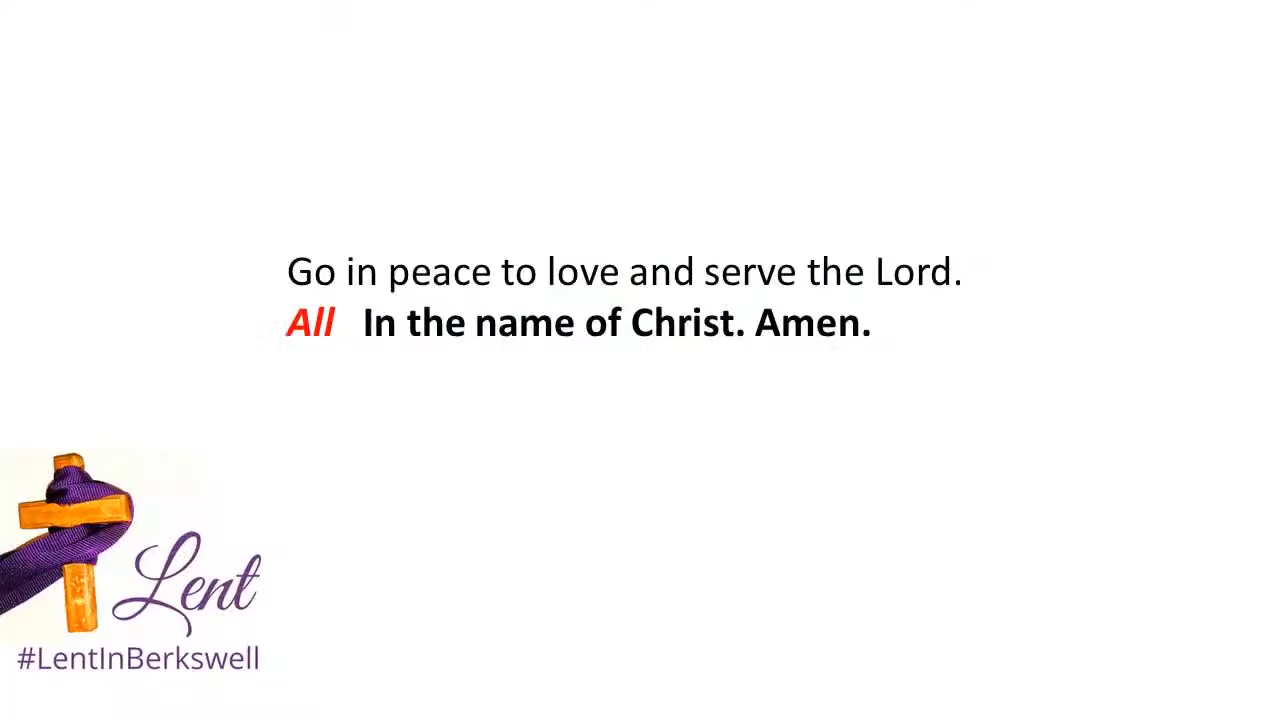 Go in peace to love and serve the Lord.
All In the name of Christ. Amen.
Lent
#LentInBerkswell